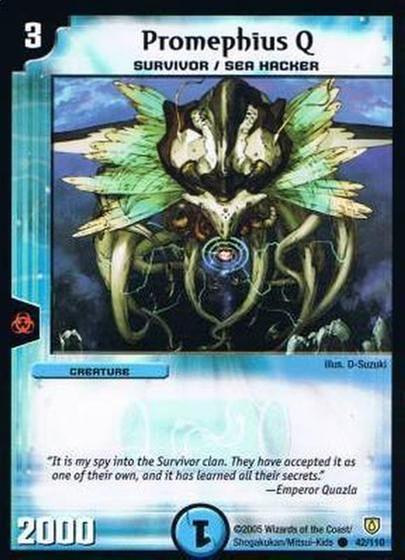 3
Promephius Q
SURVIVOR / SEA HACKER
Illus. D-Suzuki
CREATURE
"It is my spy into the Survivor clan. They have accepted it as
one of their own, and it has learned all their secrets."
—Emperor Quazla
2000
1
©2005 Wizards of the Coast/
Shogakukan/Mitsui-Kids
42/110